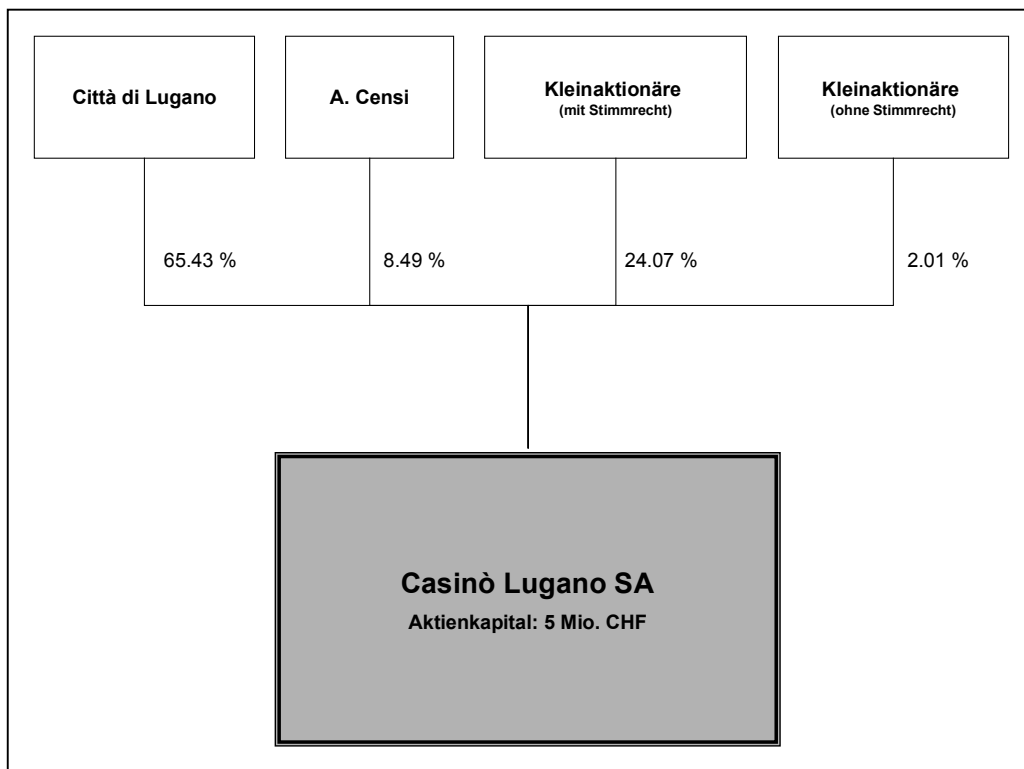 Città di Lugano
A. Censi
Kleinaktionäre
(mit Stimmrecht)
Kleinaktionäre
(ohne Stimmrecht)
65.43 %
8.49 %
24.07 %
2.01 %
Casinò Lugano SA
Aktienkapital: 5 Mio. CHF